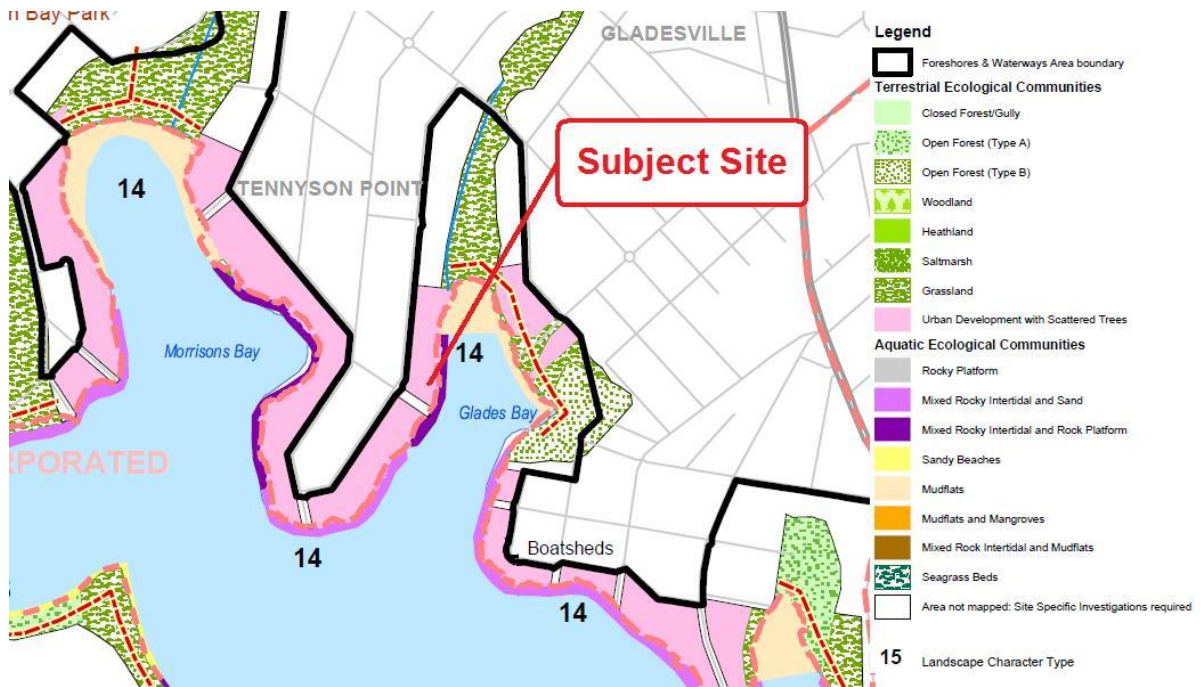 n Bay Park
GLADESVILLE
Subject Site
14
TENNYSON POINT
Morrisons Bay
14
Glades Bay
RPORATED
Boatsheds
14
14
Legend
Foreshores & Waterways Area boundary
Terrestrial Ecological Communities
Closed Forest/Gully
Open Forest (Type A)
Open Forest (Type B)
Woodland
Heathland
Saltmarsh
Grassland
Urban Development with Scattered Trees
Aquatic Ecological Communities
Rocky Platform
Mixed Rocky Intertidal and Sand
Mixed Rocky Intertidal and Rock Platform
Sandy Beaches
Mudflats
Mudflats and Mangroves
Mixed Rock Intertidal and Mudflats
Seagrass Beds
Area not mapped: Site Specific Investigations required
15 Landscape Character Type